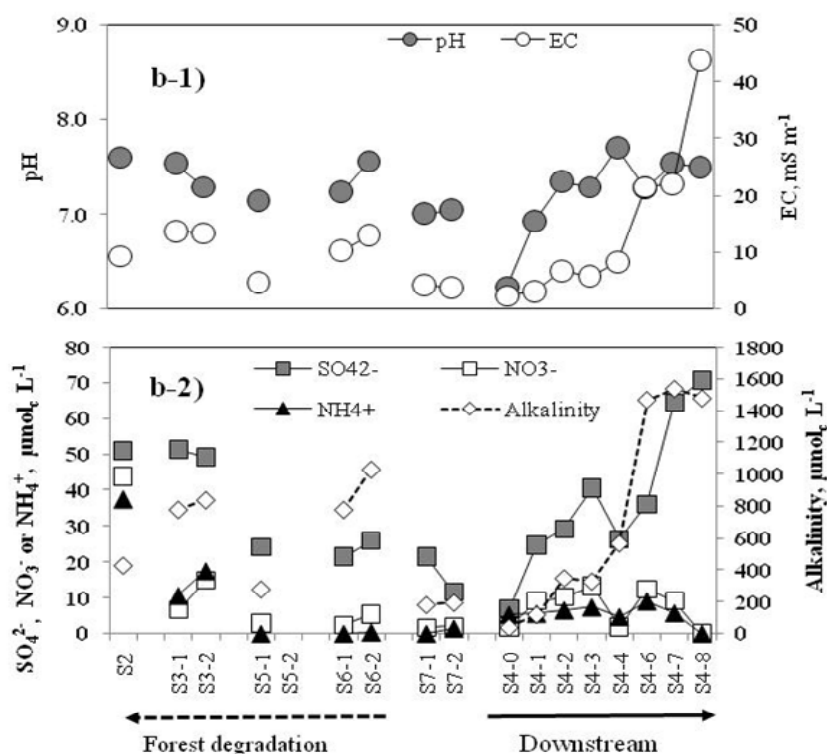 9.0 50
pH EC
b-1)
40
8.0
30
pH EC, mS m-1
20
7.0
10
6.0 0
80 1800
b-2) SO42- NO3-
70 1600
NH4+ Alkalinity
60 1400
1200
50
1000
40
800
30
600
20
400
10 200
0 0
SO₄²⁻, NO₃⁻ or NH₄⁺, µmol꜀ L⁻¹
Alkalinity, µmol꜀ L⁻¹
S2 S3-1 S3-2 S5-1 S5-2 S6-1 S6-2 S7-1 S7-2 S4-0 S4-1 S4-2 S4-3 S4-4 S4-6 S4-7 S4-8
Forest degradation Downstream